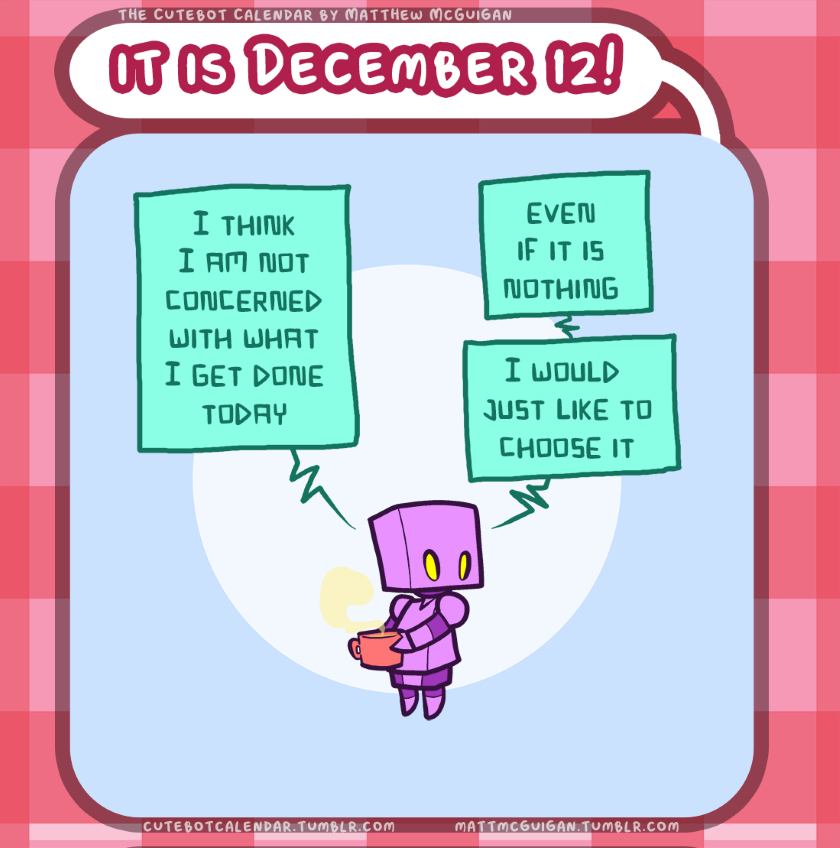 THE CUTEBOT CALENDAR BY MATTHEW MCGUIGAN
IT IS DECEMBER 12!
I THINK
I AM NOT
CONCERNED
WITH WHAT
I GET DONE
TODAY
EVEN
IF IT IS
NOTHING
I WOULD
JUST LIKE TO
CHOOSE IT
CUTEBOTCALENDAR.TUMBLR.COM
MATTMCGUIGAN.TUMBLR.COM